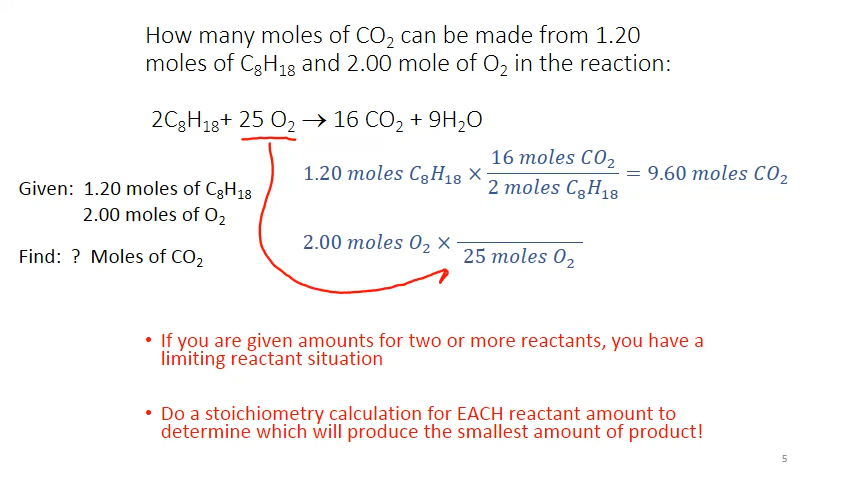 How many moles of CO₂ can be made from 1.20
moles of C₈H₁₈ and 2.00 mole of O₂ in the reaction:
2C₈H₁₈+ 25 O₂ → 16 CO₂ + 9H₂O
1.20 moles C₈H₁₈ × 16 moles CO₂ / 2 moles C₈H₁₈ = 9.60 moles CO₂
Given: 1.20 moles of C₈H₁₈
2.00 moles of O₂
2.00 moles O₂ × / 25 moles O₂
Find: ? Moles of CO₂
• If you are given amounts for two or more reactants, you have a
limiting reactant situation
• Do a stoichiometry calculation for EACH reactant amount to
determine which will produce the smallest amount of product!
5